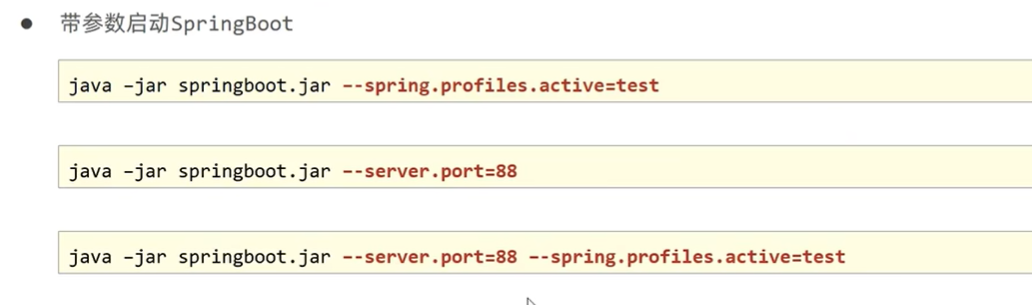 ● 带参数启动SpringBoot
java –jar springboot.jar ––spring.profiles.active=test
java –jar springboot.jar ––server.port=88
java –jar springboot.jar ––server.port=88 ––spring.profiles.active=test